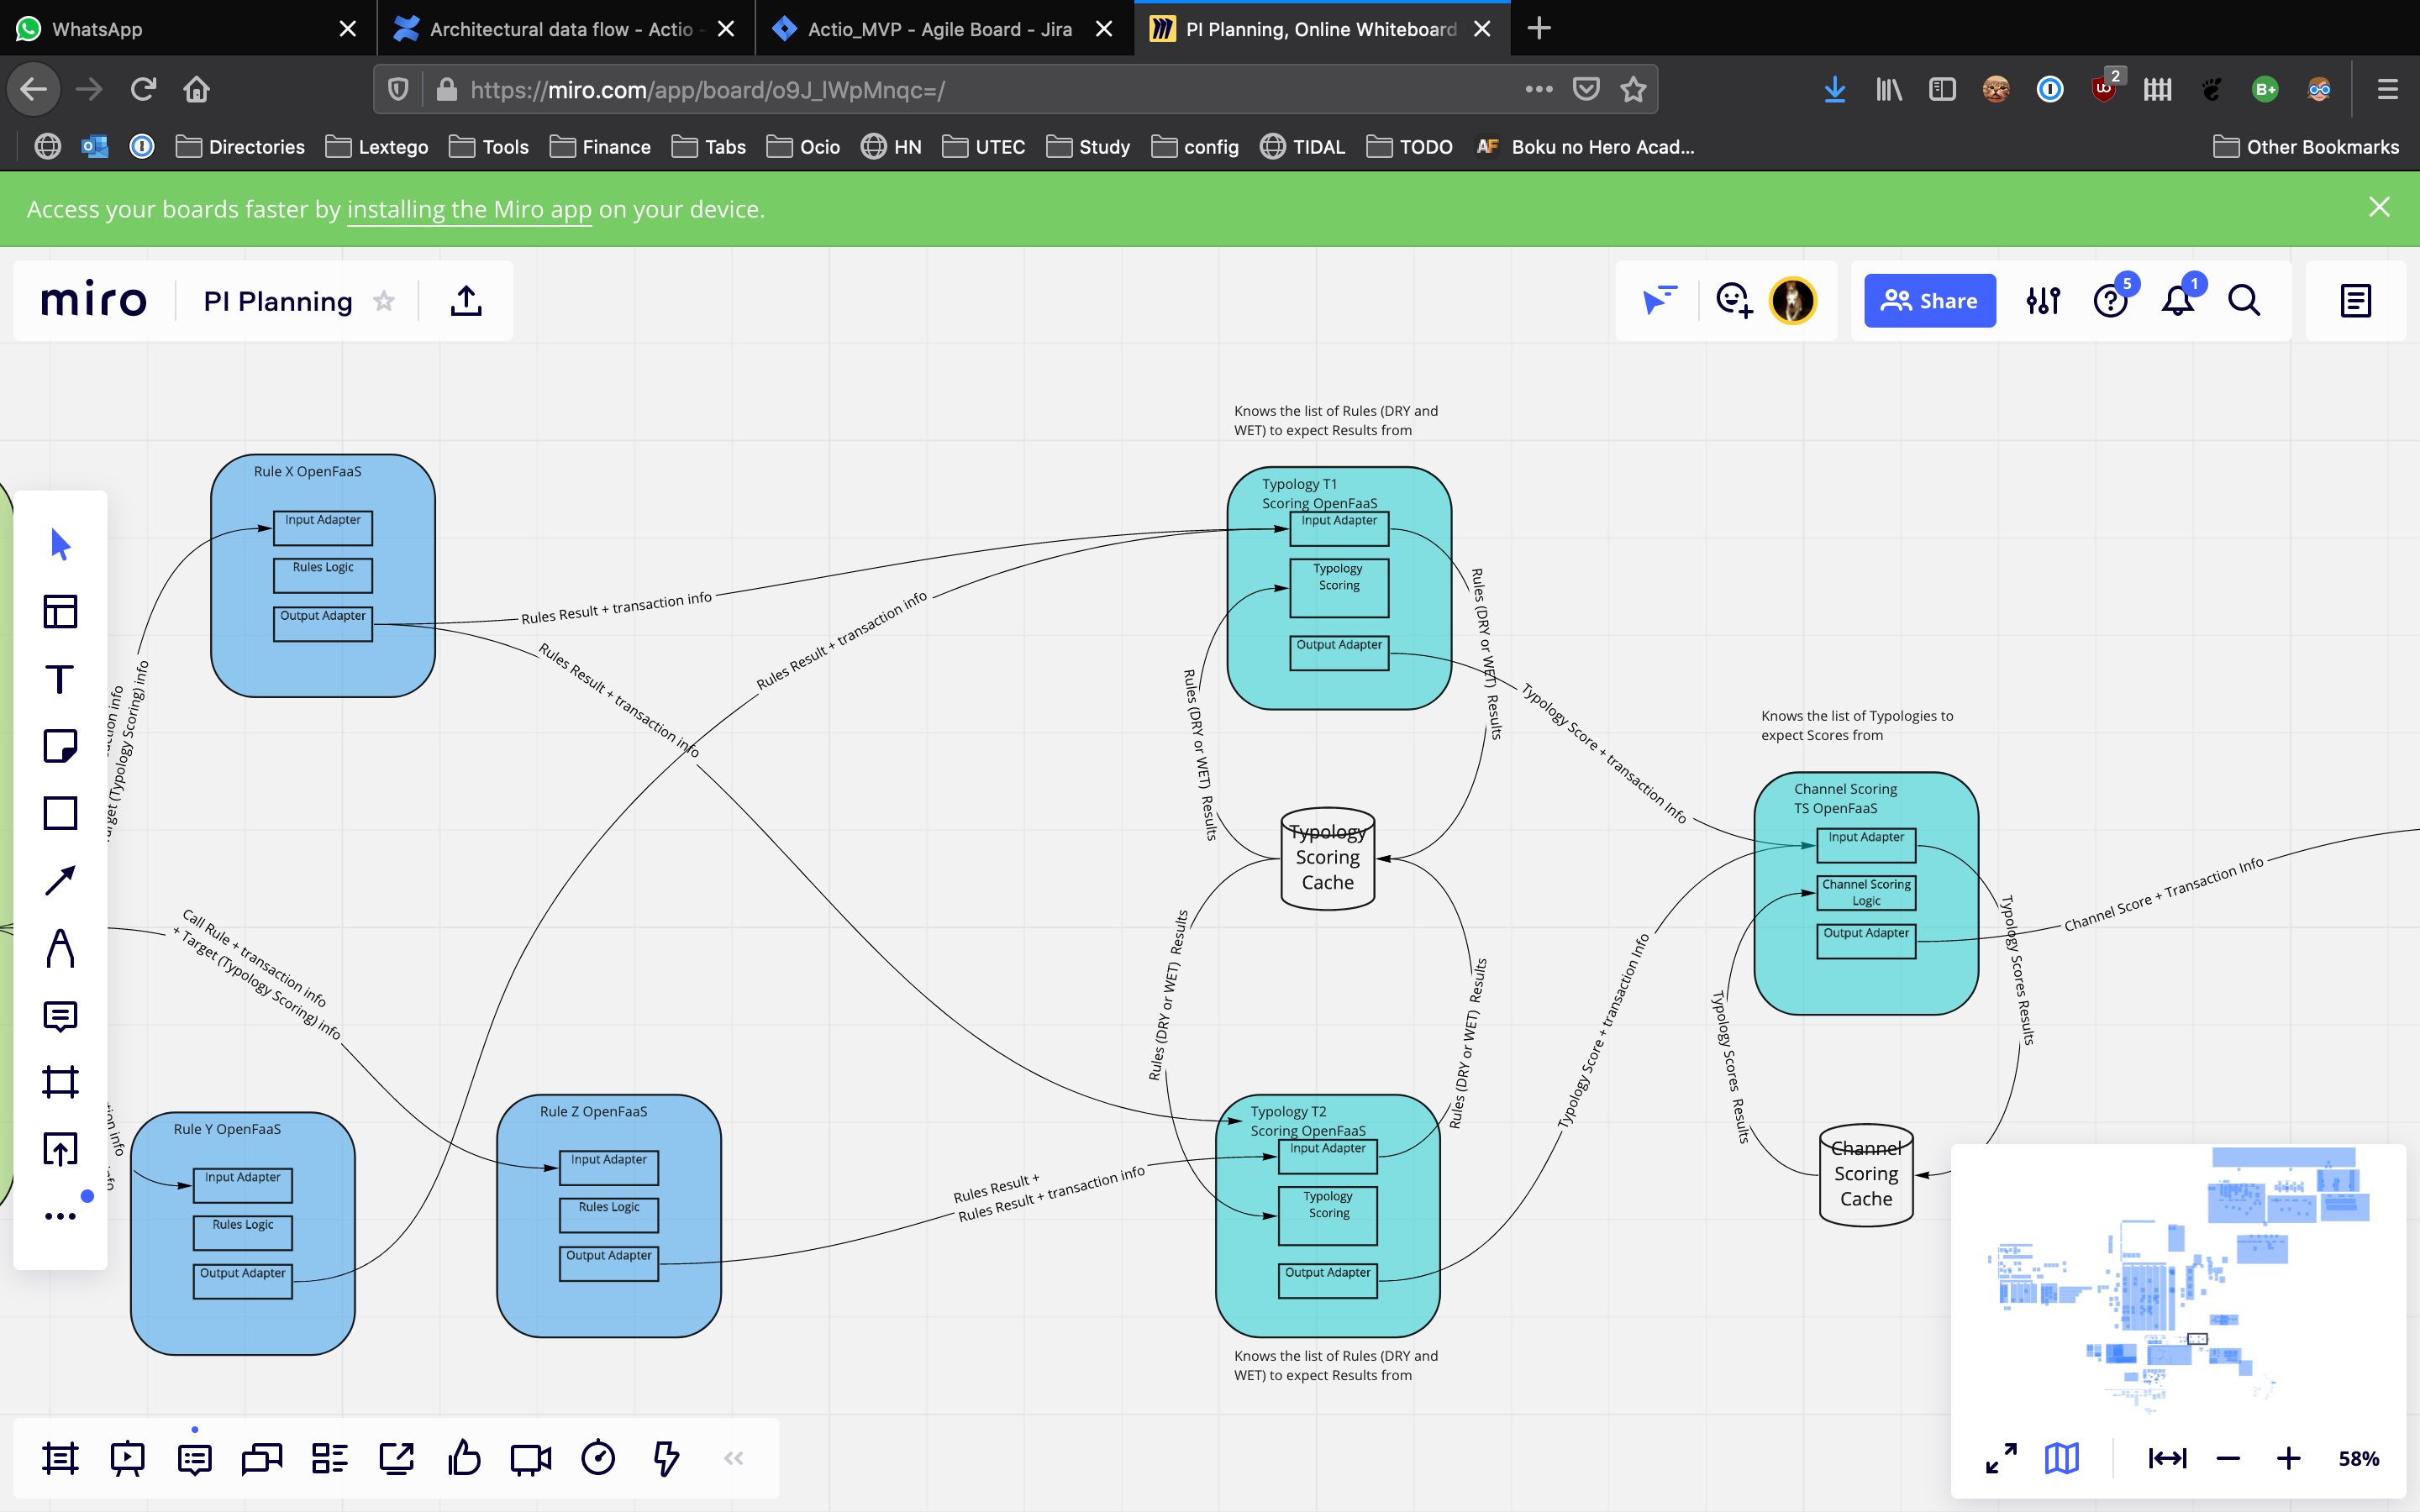 WhatsApp
Architectural data flow - Actio -
Actio_MVP - Agile Board - Jira
PI Planning, Online Whiteboard
https://miro.com/app/board/o9J_lWpMnqc=/
2
B+
Directories
Lextego
Tools
Finance
Tabs
Ocio
HN
UTEC
Study
config
TIDAL
TODO
AF
Boku no Hero Acad...
Other Bookmarks
Access your boards faster by installing the Miro app on your device.
miro
PI Planning
Share
5
1
Knows the list of Rules (DRY and
WET) to expect Results from
Rule X OpenFaaS
Input Adapter
Rules Logic
Output Adapter
Typology T1
Scoring OpenFaaS
Input Adapter
Typology
Scoring
Output Adapter
Rules Result + transaction info
Rules Result + transaction info
Rules Result + transaction info
Rules (DRY or WET) Results
Rules (DRY or WET) Results
Typology Score + transaction Info
Knows the list of Typologies to
expect Scores from
Channel Scoring
TS OpenFaaS
Input Adapter
Channel Scoring
Logic
Output Adapter
Typology
Scoring
Cache
Channel Score + Transaction Info
Typology Scores Results
Typology Scores Results
Call Rule + transaction info
+ Target (Typology Scoring) info
Rules (DRY or WET) Results
Rules (DRY or WET) Results
Typology Score + transaction Info
Rule Y OpenFaaS
Input Adapter
Rules Logic
Output Adapter
Rule Z OpenFaaS
Input Adapter
Rules Logic
Output Adapter
Rules Result +
Rules Result + transaction info
Typology T2
Scoring OpenFaaS
Input Adapter
Typology
Scoring
Output Adapter
Channel
Scoring
Cache
Knows the list of Rules (DRY and
WET) to expect Results from
58%
(Typology Scoring) info
info
info